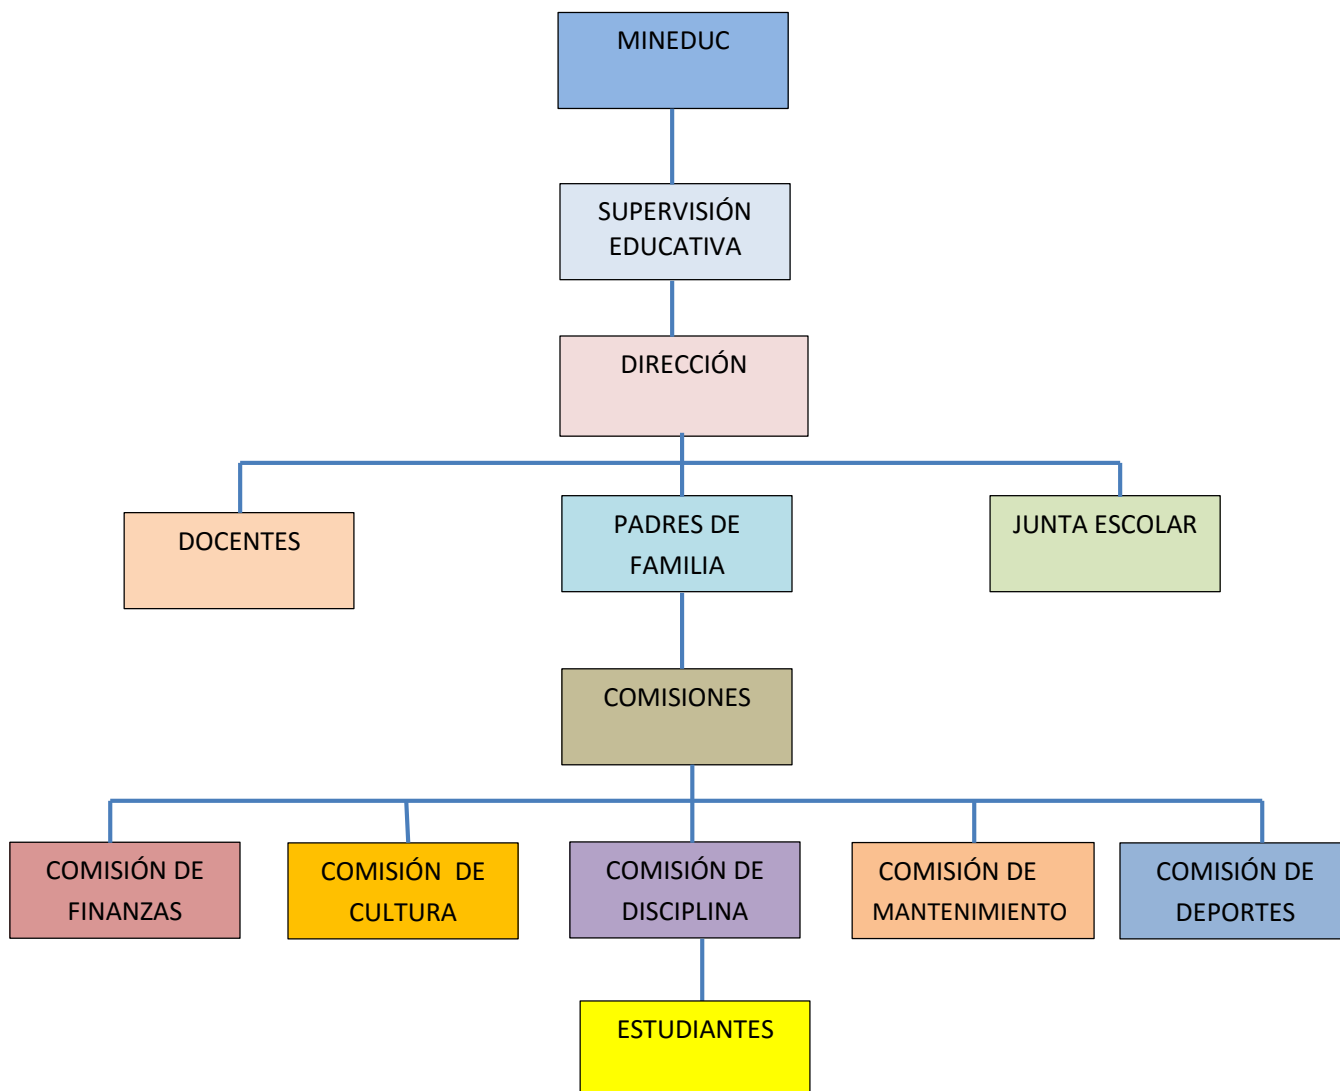 MINEDUC
SUPERVISIÓN
EDUCATIVA
DIRECCIÓN
DOCENTES
PADRES DE
FAMILIA
JUNTA ESCOLAR
COMISIONES
COMISIÓN DE
FINANZAS
COMISIÓN  DE
CULTURA
COMISIÓN DE
DISCIPLINA
COMISIÓN DE
MANTENIMIENTO
COMISIÓN DE
DEPORTES
ESTUDIANTES